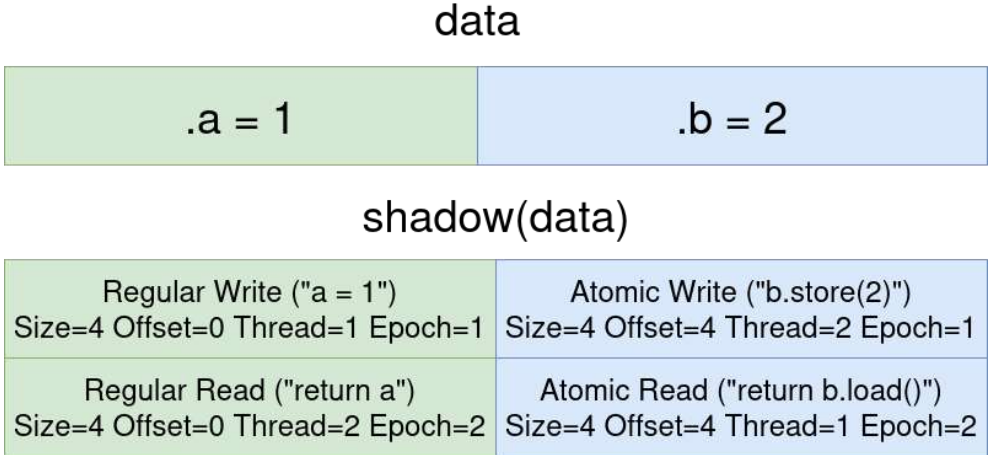 data
.a = 1
.b = 2
shadow(data)
Regular Write ("a = 1")
Size=4 Offset=0 Thread=1 Epoch=1
Atomic Write ("b.store(2)")
Size=4 Offset=4 Thread=2 Epoch=1
Regular Read ("return a")
Size=4 Offset=0 Thread=2 Epoch=2
Atomic Read ("return b.load()")
Size=4 Offset=4 Thread=1 Epoch=2